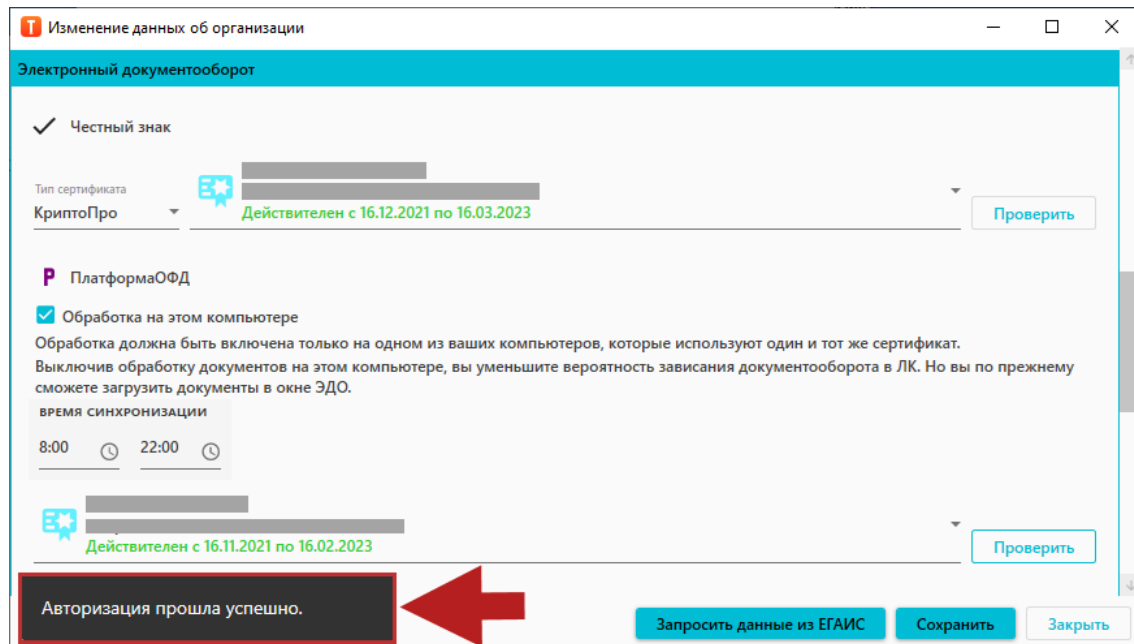 Изменение данных об организации
Электронный документооборот
Честный знак
Тип сертификата
КриптоПро
Действителен с 16.12.2021 по 16.03.2023
Проверить
ПлатформаОФД
Обработка на этом компьютере
Обработка должна быть включена только на одном из ваших компьютеров, которые используют один и тот же сертификат.
Выключив обработку документов на этом компьютере, вы уменьшите вероятность зависания документооборота в ЛК. Но вы по прежнему
сможете загрузить документы в окне ЭДО.
ВРЕМЯ СИНХРОНИЗАЦИИ
8:00 22:00
Действителен с 16.11.2021 по 16.02.2023
Проверить
Авторизация прошла успешно.
Запросить данные из ЕГАИС Сохранить Закрыть